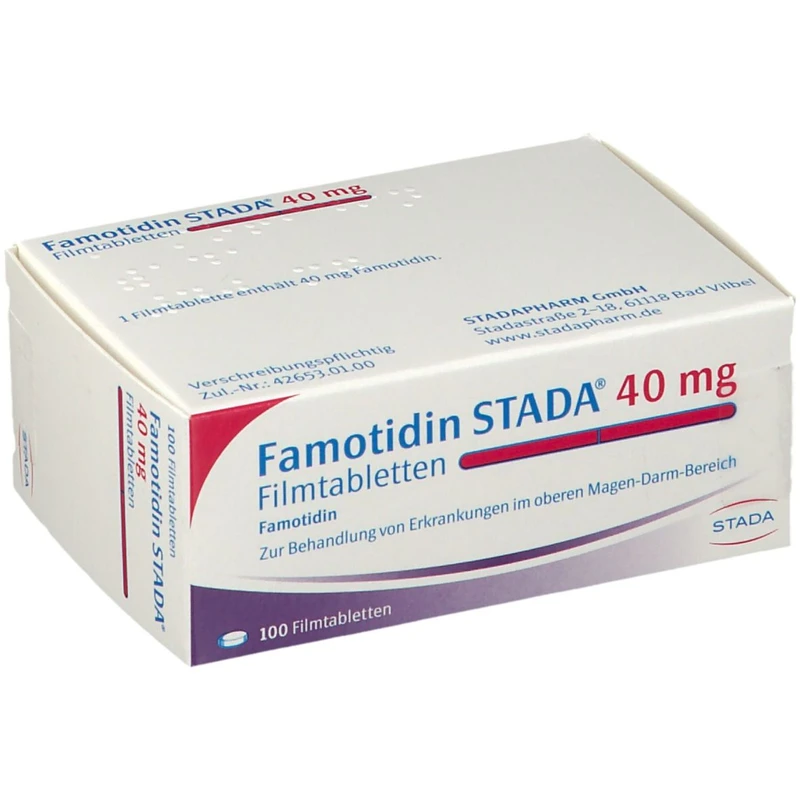 Famotidin STADA® 40 mg
Filmtabletten
1 Filmtablette enthält 40 mg Famotidin.
STADAPHARM GmbH
Stadastraße 2–18, 61118 Bad Vilbel
www.stadapharm.de
Verschreibungspflichtig
Zul.-Nr.: 42653.01.00
Famotidin STADA® 40 mg
Filmtabletten
Famotidin
Zur Behandlung von Erkrankungen im oberen Magen-Darm-Bereich
STADA
100 Filmtabletten
Famotidin STADA®
40 mg
Filmtabletten
100 Filmtabletten